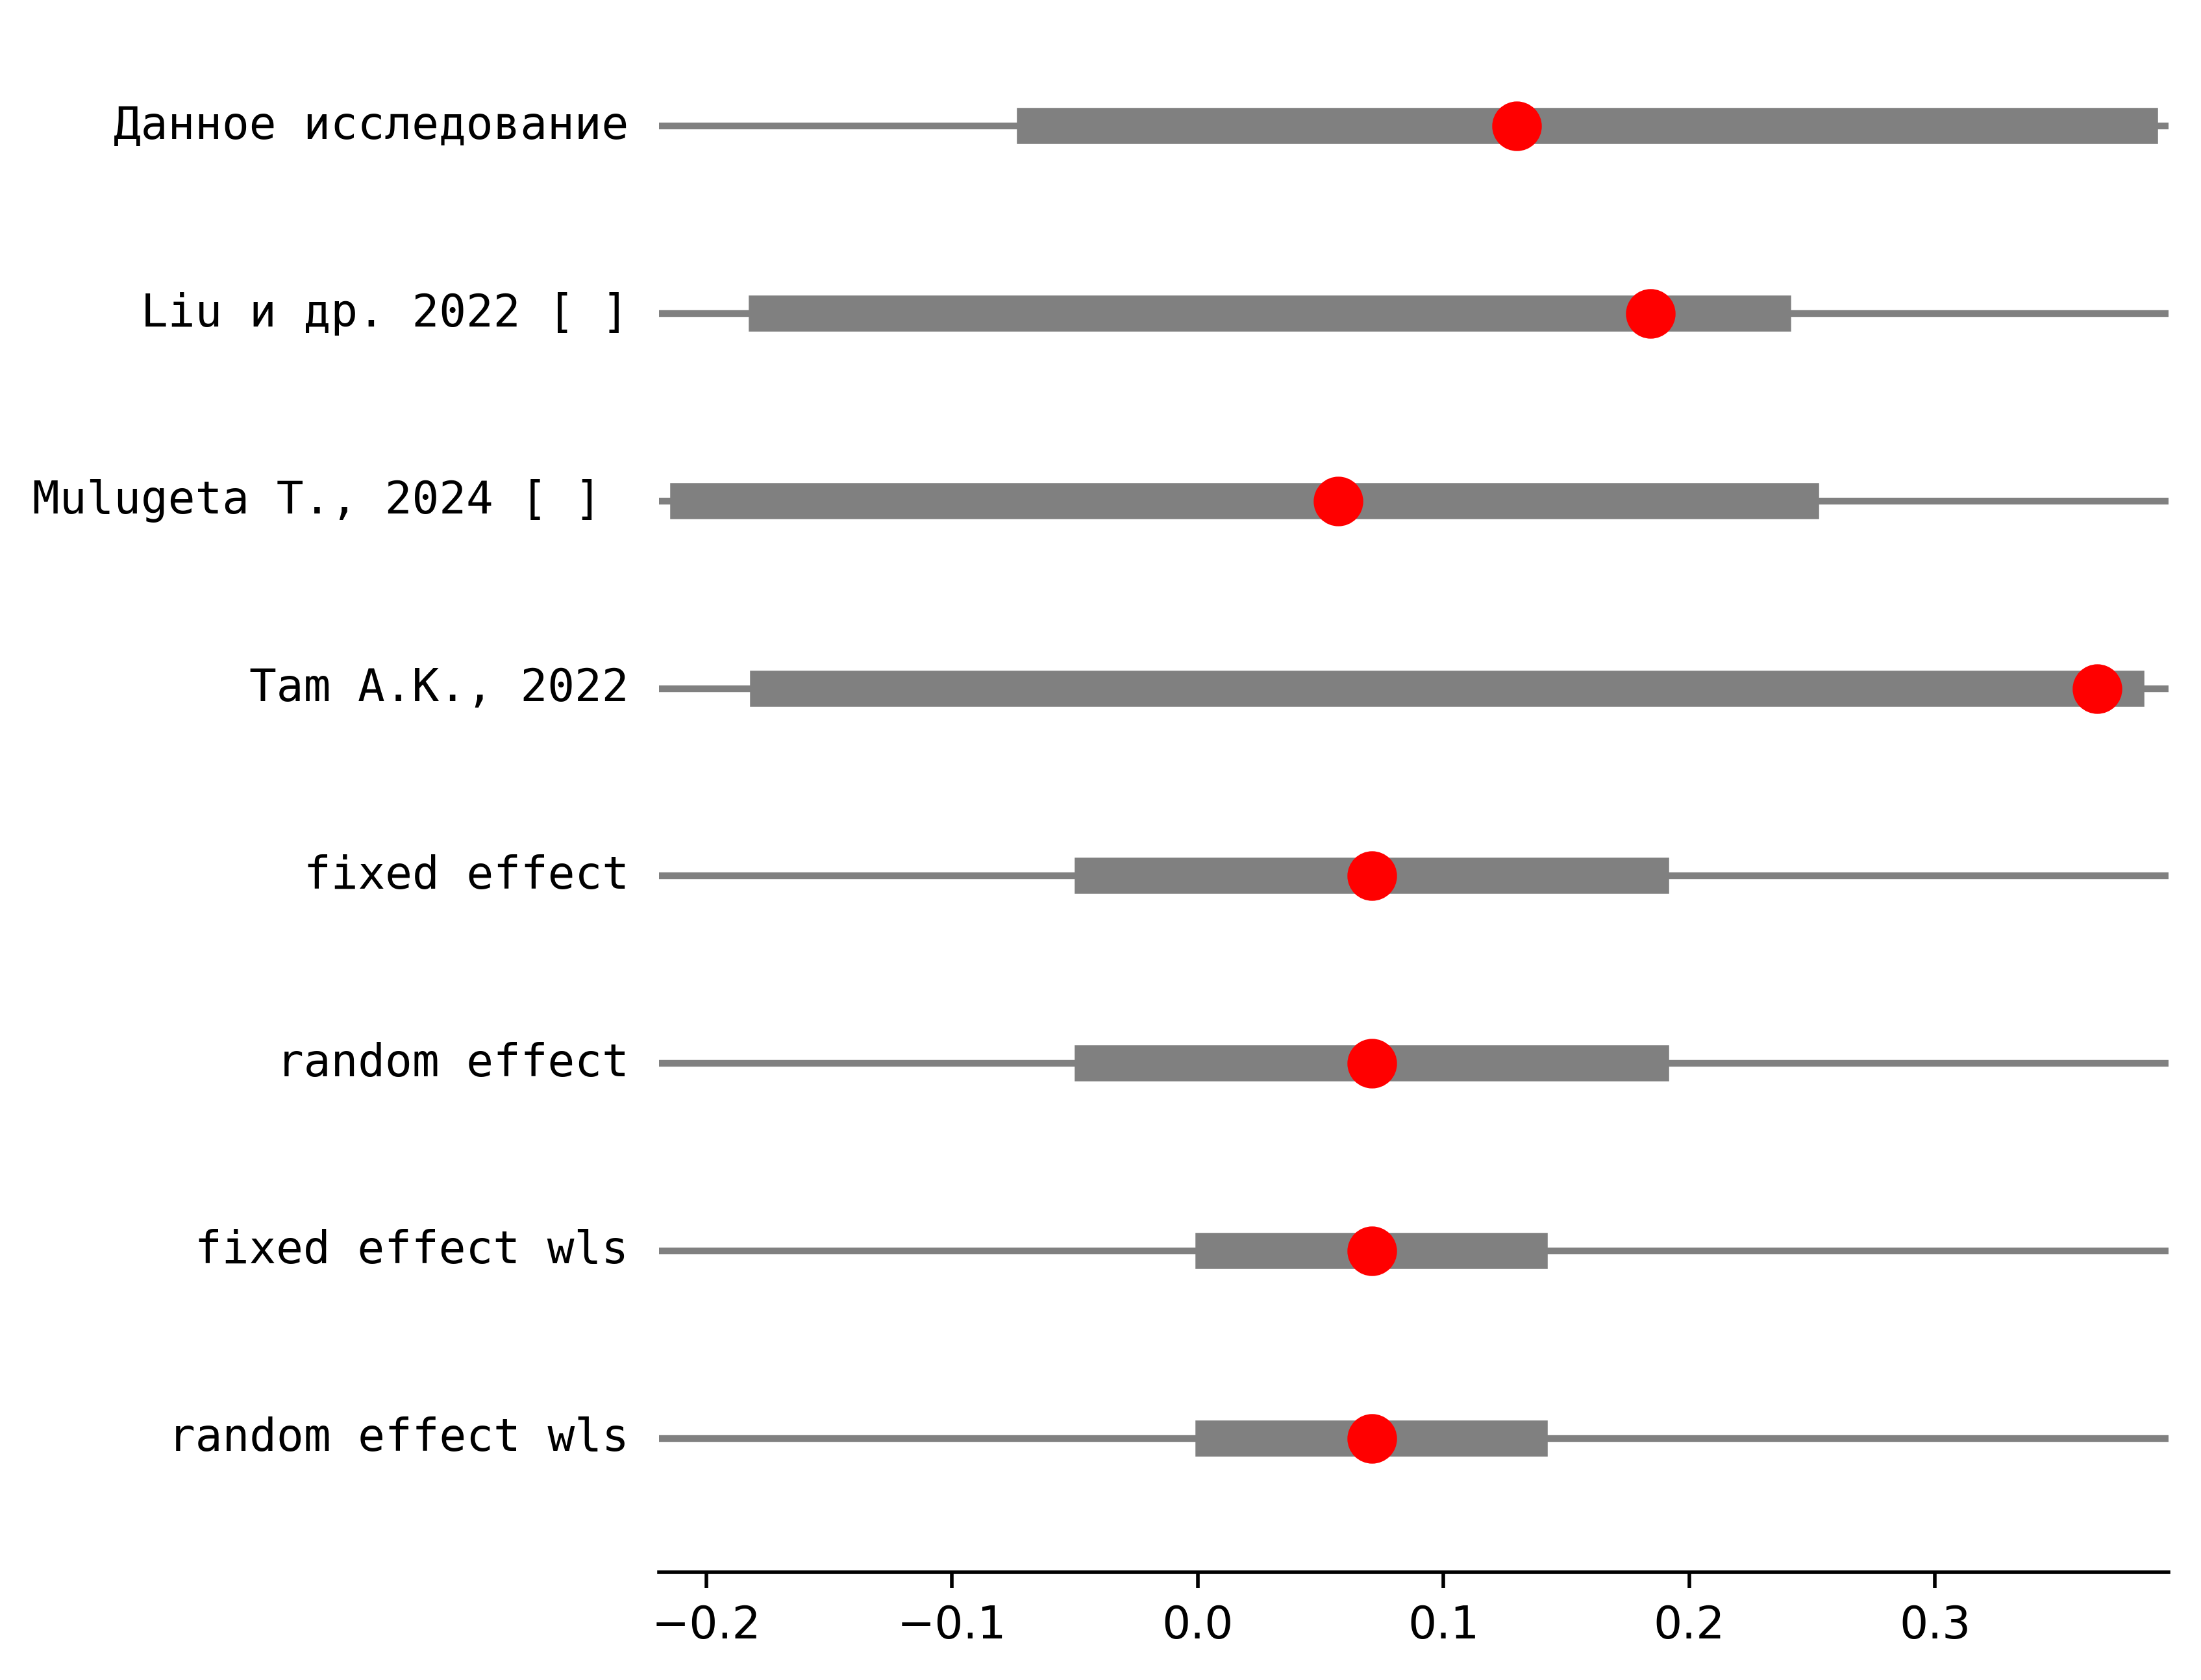 Данное исследование
Liu и др. 2022 [ ]
Mulugeta T., 2024 [ ]
Tam A.K., 2022
fixed effect
random effect
fixed effect wls
random effect wls
−0.2 −0.1 0.0 0.1 0.2 0.3